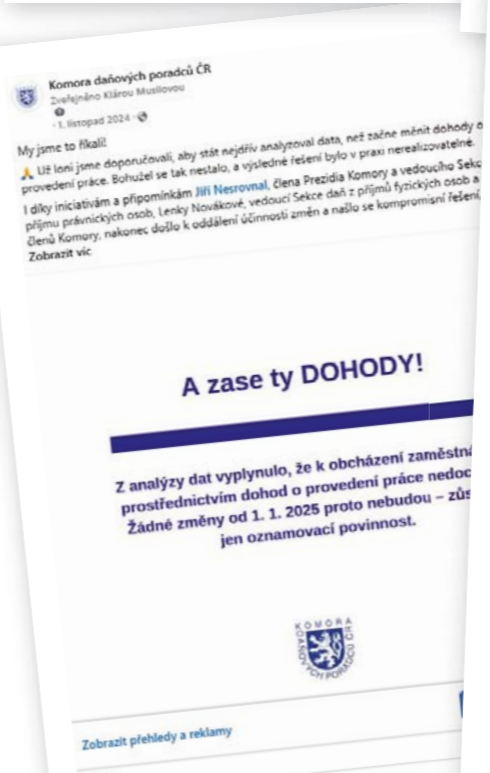 Komora daňových poradců ČR
Zveřejněno Klárou Musilovou
· 1. listopad 2024 ·
My jsme to říkali!
Už loni jsme doporučovali, aby stát nejdřív analyzoval data, než začne měnit dohody o
provedení práce. Bohužel se tak nestalo, a výsledné řešení bylo v praxi nerealizovatelné.
I díky iniciativám a připomínkám Jiří Nesrovnal, člena Prezidia Komory a vedoucího Sekc
příjmu právnických osob, Lenky Novákové, vedoucí Sekce daň z příjmů fyzických osob a
členů Komory, nakonec došlo k oddálení účinnosti změn a našlo se kompromisní řešení,
Zobrazit víc
A zase ty DOHODY!
Z analýzy dat vyplynulo, že k obcházení zaměstná
prostřednictvím dohod o provedení práce nedoc
Žádné změny od 1. 1. 2025 proto nebudou – zůs
jen oznamovací povinnost.
KOMORA
DAŇOVÝCH PORADCŮ ČR
Zobrazit přehledy a reklamy